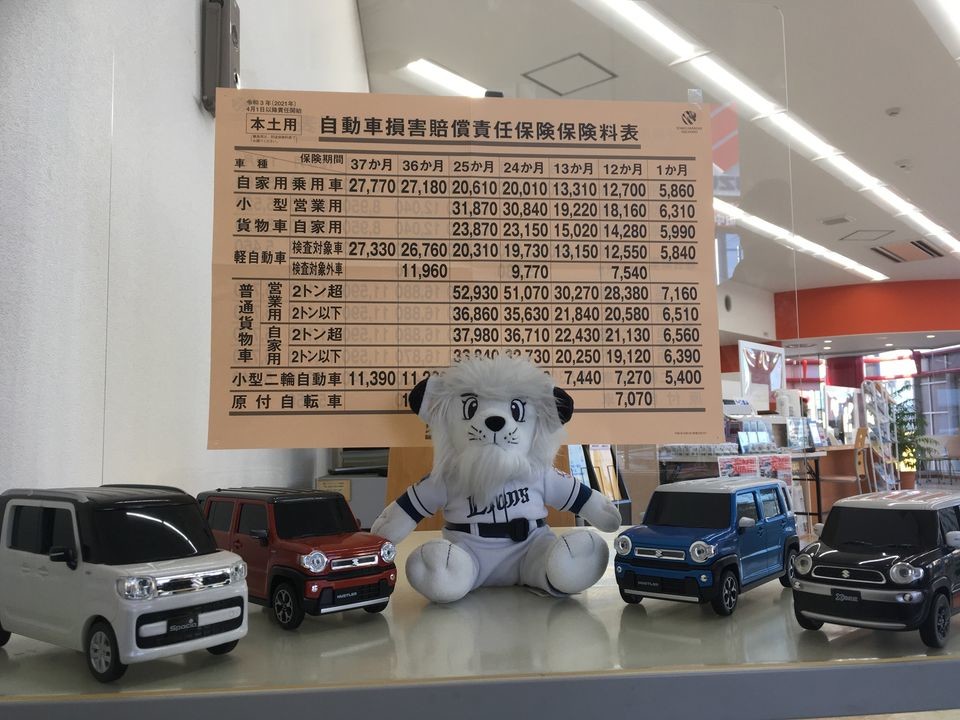 令和3年(2021年)
4月1日以降責任開始
本土用
自動車損害賠償責任保険保険料表
車種 保険期間 37か月 36か月 25か月 24か月 13か月 12か月 1か月
自家用乗用車 27,770 27,180 20,610 20,010 13,310 12,700 5,860
小型貨物車 営業用 31,870 30,840 19,220 18,160 6,310
自家用 23,870 23,150 15,020 14,280 5,990
軽自動車 検査対象車 27,330 26,760 20,310 19,730 13,150 12,550 5,840
検査対象外車 11,960 9,770 7,540
普通貨物車 営業用 2トン超 52,930 51,070 30,270 28,380 7,160
2トン以下 36,860 35,630 21,840 20,580 6,510
自家用 2トン超 37,980 36,710 22,430 21,130 6,560
2トン以下 20,250 19,120 6,390
小型二輪自動車 11,390 7,440 7,270 5,400
原付自転車 7,070
Lions
Spacia
HUSTLER
HUSTLER
XBEE